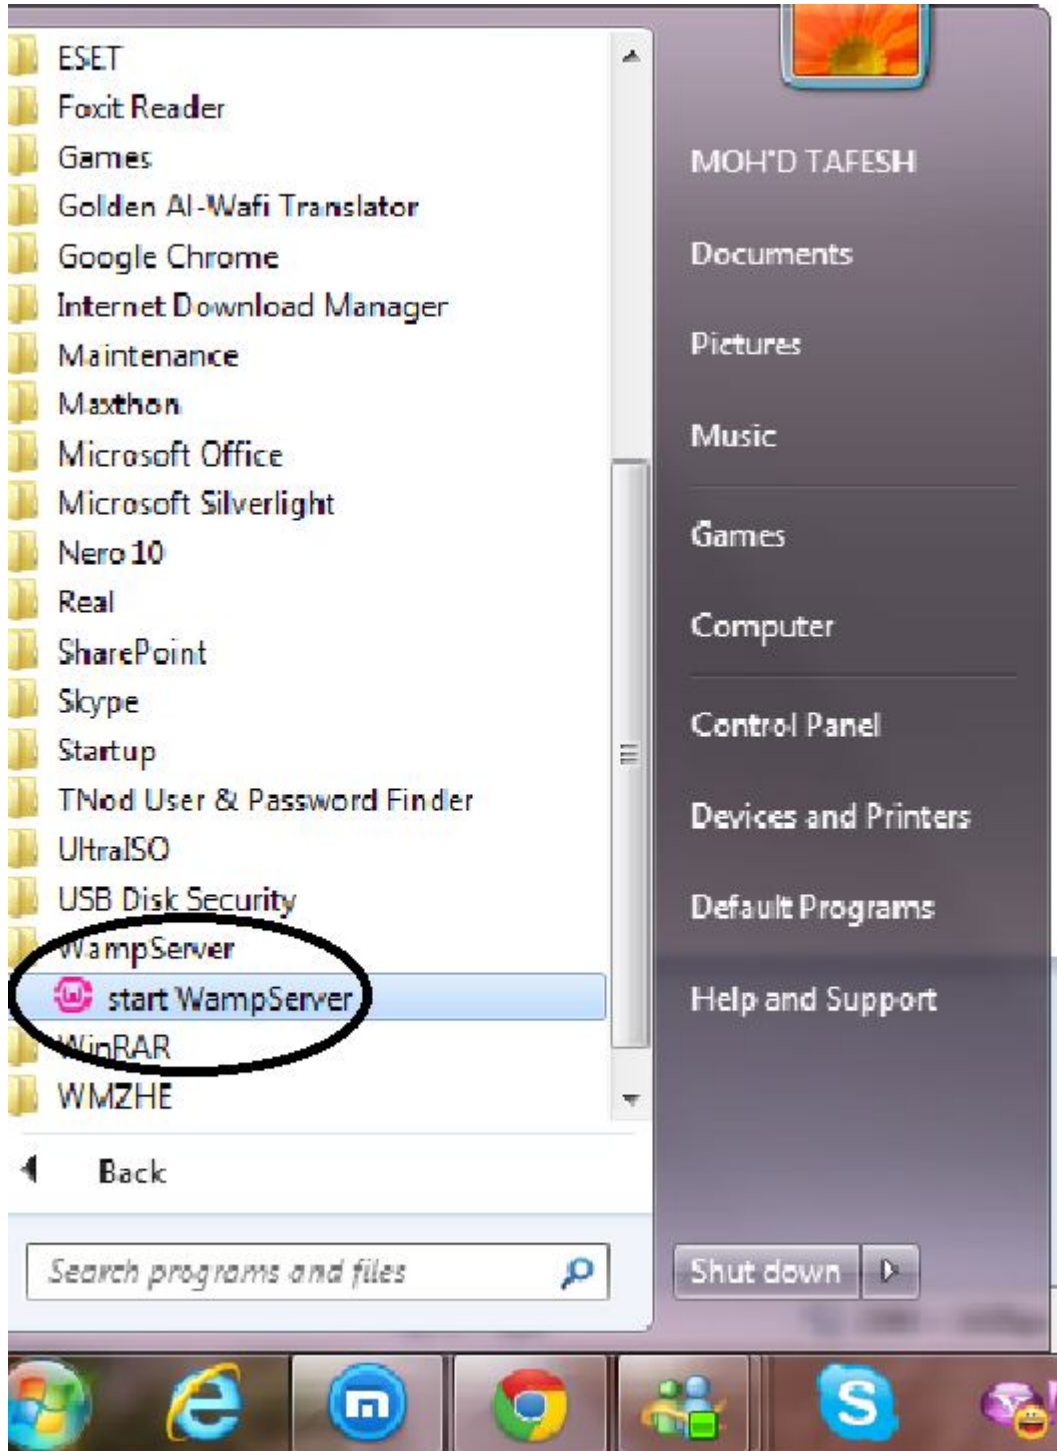 ESET
Foxit Reader
Games
Golden Al-Wafi Translator
Google Chrome
Internet Download Manager
Maintenance
Maxthon
Microsoft Office
Microsoft Silverlight
Nero 10
Real
SharePoint
Skype
Startup
TNod User & Password Finder
UltraISO
USB Disk Security
WampServer
start WampServer
WinRAR
WMZHE
Back
Search programs and files
MOH'D TAFESH
Documents
Pictures
Music
Games
Computer
Control Panel
Devices and Printers
Default Programs
Help and Support
Shut down